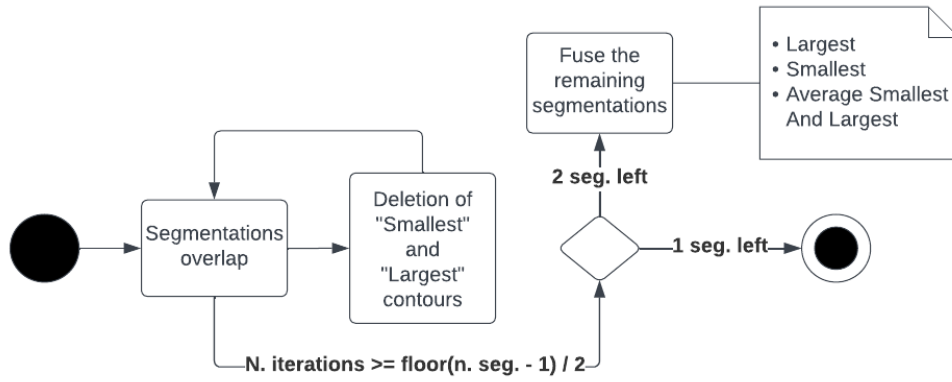 Segmentations
overlap
Deletion of
"Smallest"
and
"Largest"
contours
N. iterations >= floor(n. seg. - 1) / 2
2 seg. left
1 seg. left
Fuse the
remaining
segmentations
• Largest
• Smallest
• Average Smallest
And Largest